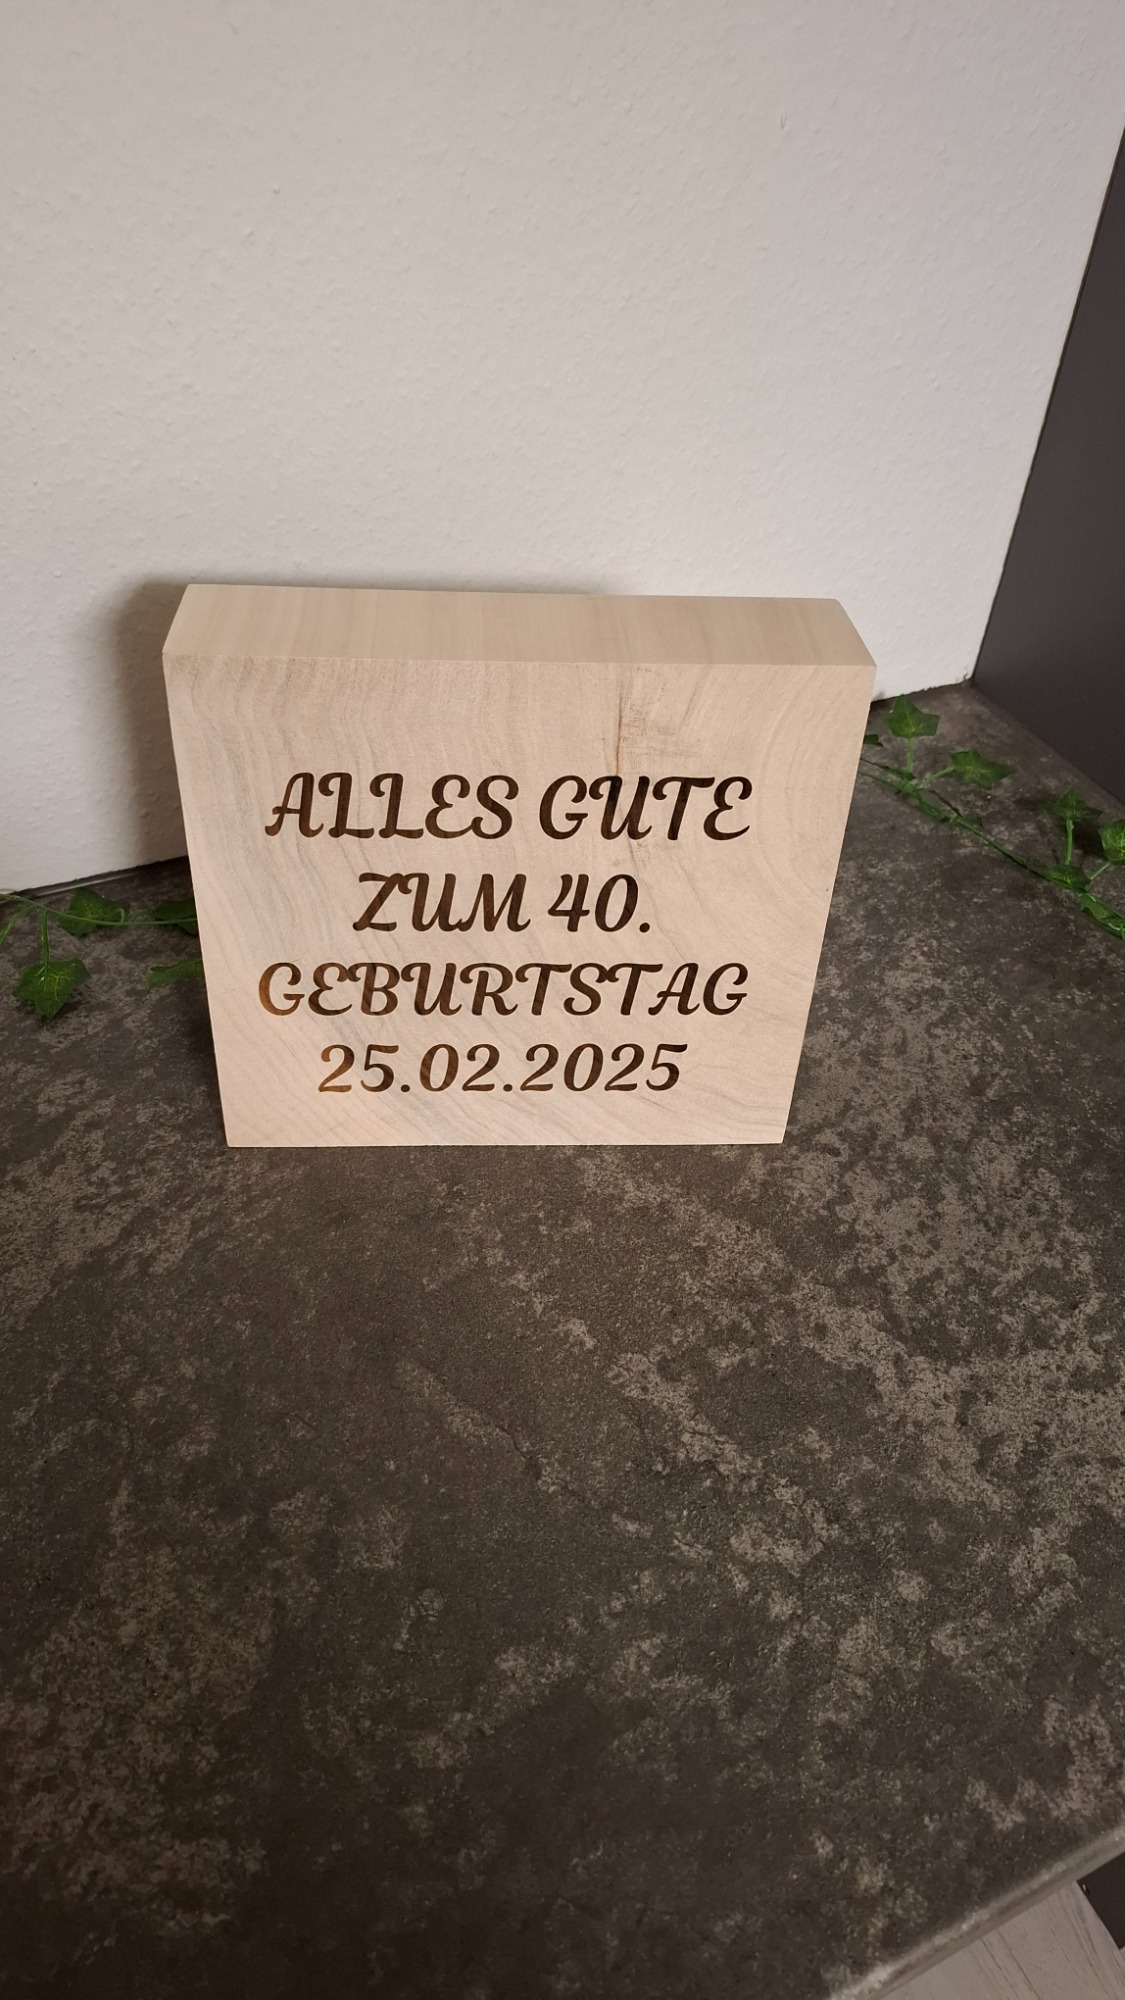 ALLES GUTE
ZUM 40.
GEBURTSTAG
25.02.2025